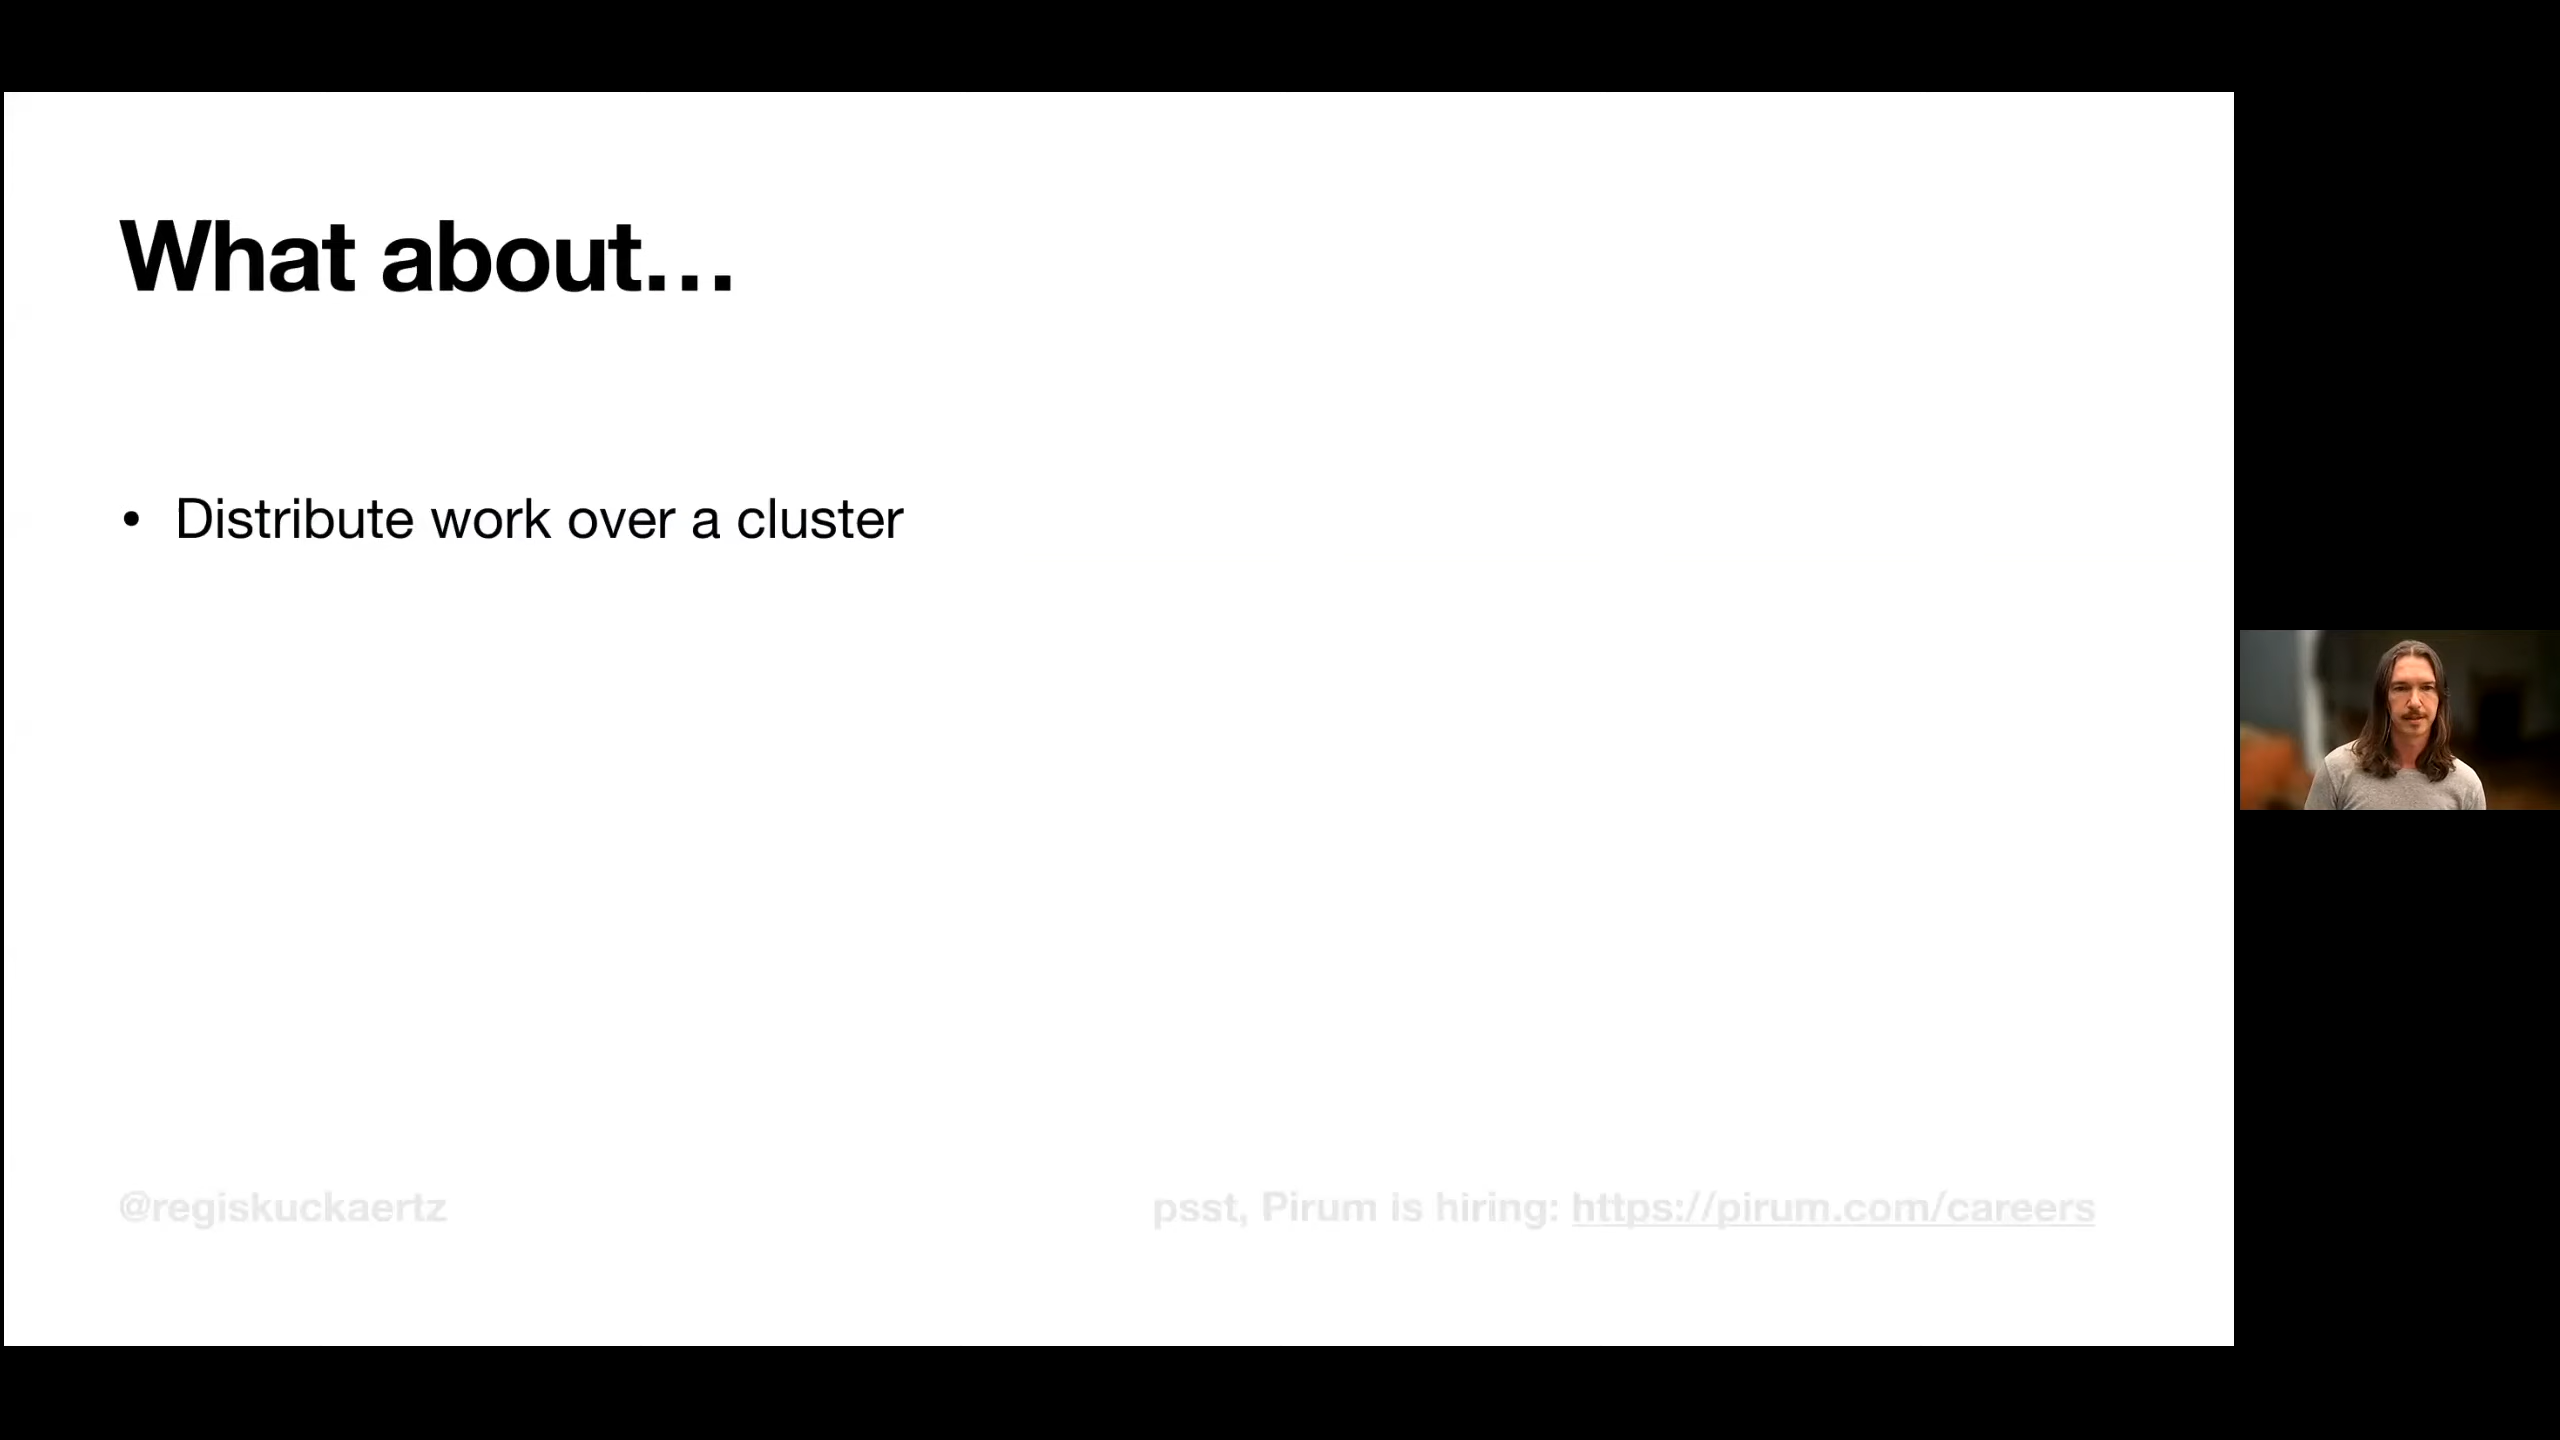 What about…
• Distribute work over a cluster
@regiskuckaertz
psst, Pirum is hiring: https://pirum.com/careers